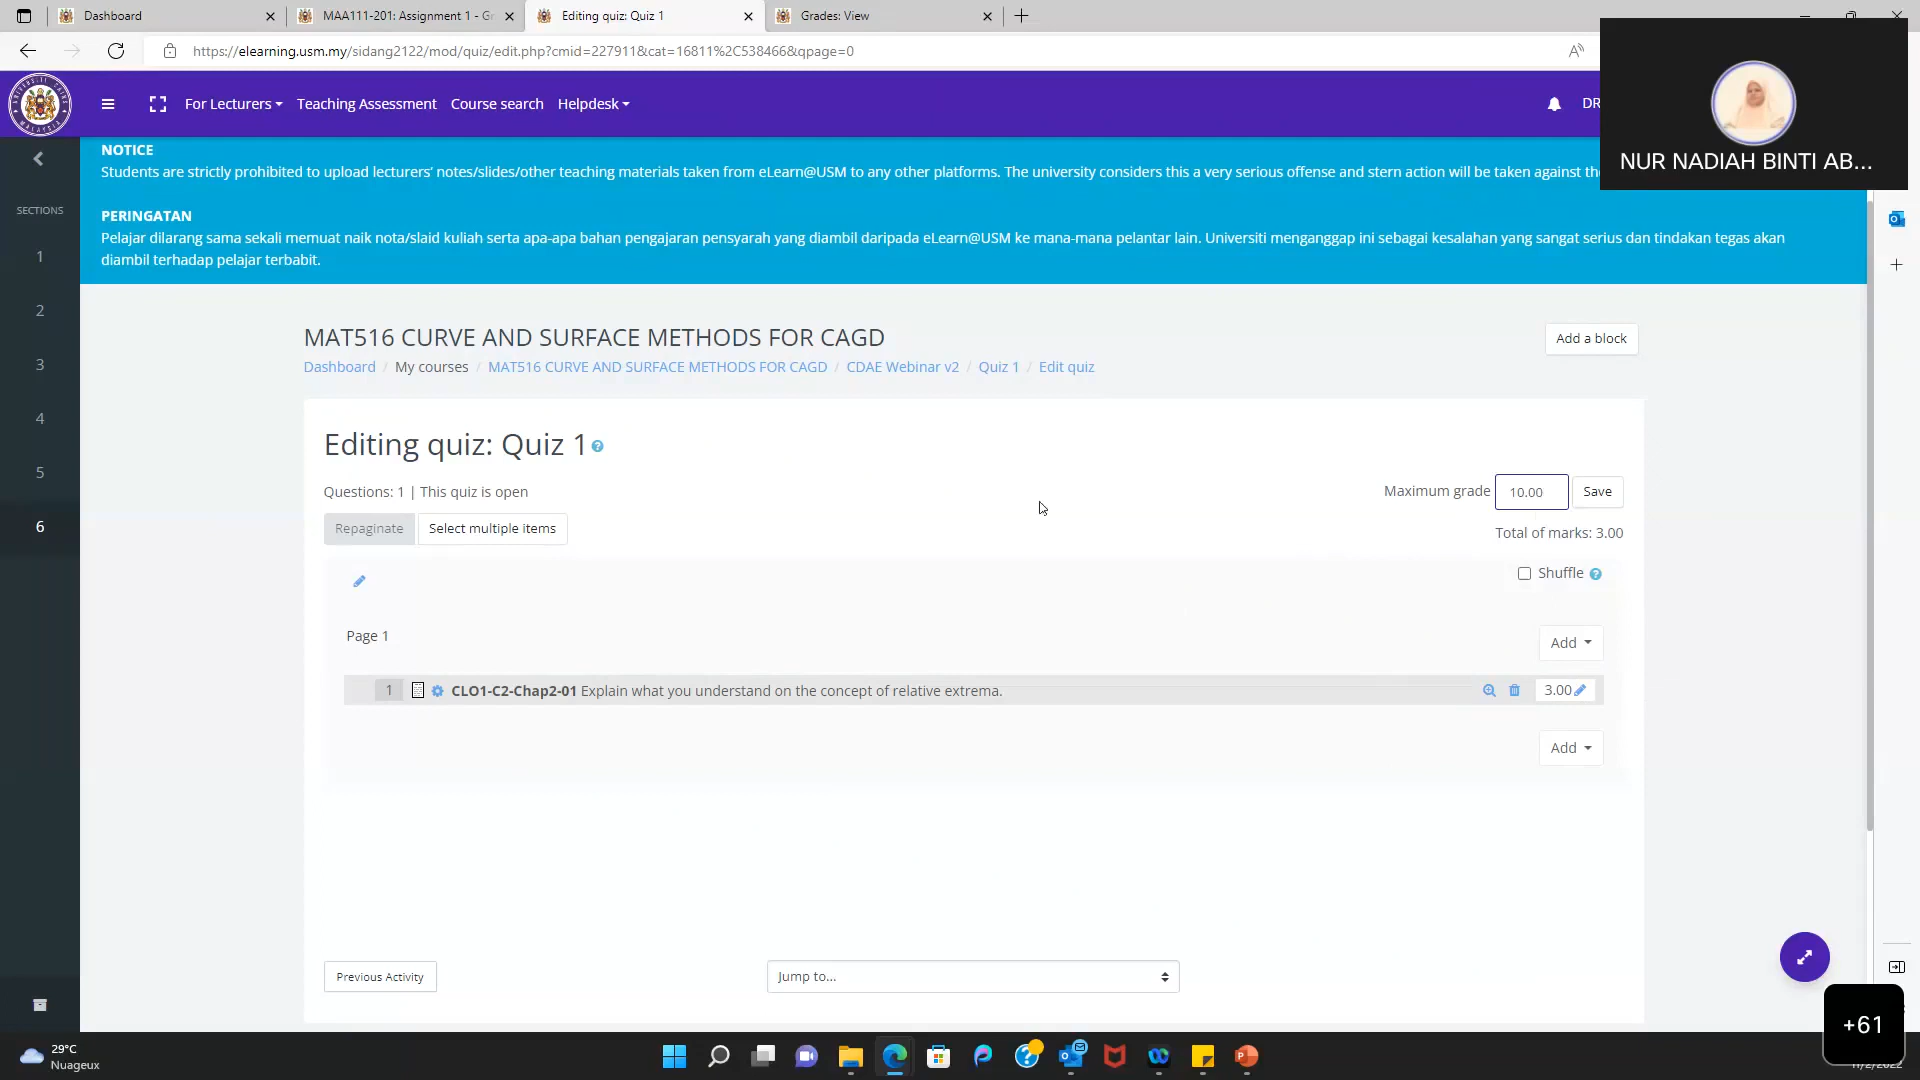 Dashboard
MAA111-201: Assignment 1 - Gr
Editing quiz: Quiz 1
Grades: View
https://elearning.usm.my/sidang2122/mod/quiz/edit.php?cmid=227911&cat=16811%2C538466&qpage=0
For Lecturers
Teaching Assessment
Course search
Helpdesk
DR
NUR NADIAH BINTI AB...
NOTICE
Students are strictly prohibited to upload lecturers' notes/slides/other teaching materials taken from eLearn@USM to any other platforms. The university considers this a very serious offense and stern action will be taken against the
PERINGATAN
Pelajar dilarang sama sekali memuat naik nota/slaid kuliah serta apa-apa bahan pengajaran pensyarah yang diambil daripada eLearn@USM ke mana-mana pelantar lain. Universiti menganggap ini sebagai kesalahan yang sangat serius dan tindakan tegas akan
diambil terhadap pelajar terbabit.
SECTIONS
1
2
3
4
5
6
MAT516 CURVE AND SURFACE METHODS FOR CAGD
Add a block
Dashboard / My courses / MAT516 CURVE AND SURFACE METHODS FOR CAGD / CDAE Webinar v2 / Quiz 1 / Edit quiz
Editing quiz: Quiz 1
Questions: 1 | This quiz is open
Maximum grade 10.00 Save
Repaginate
Select multiple items
Total of marks: 3.00
Shuffle
Page 1
Add
1 CLO1-C2-Chap2-01 Explain what you understand on the concept of relative extrema. 3.00
Add
Previous Activity
Jump to...
+61
29°C
Nuageux